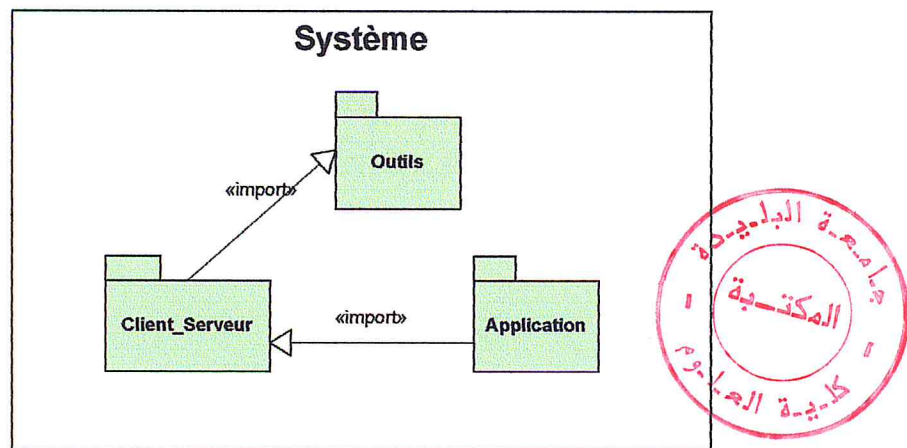 Système
Outils
«import»
Client_Serveur
«import»
Application
جامعة البليدة
المكتبة
كلية العلوم